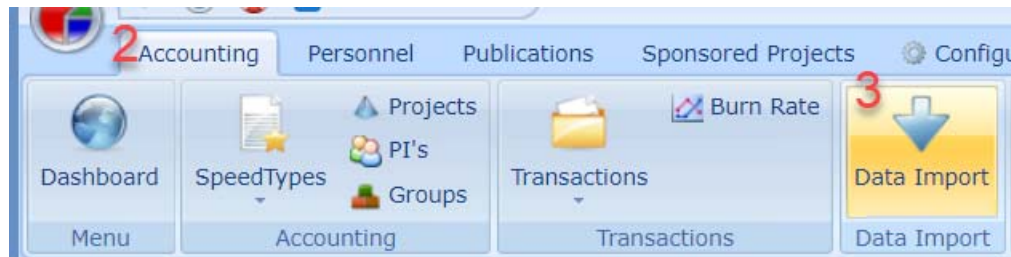 2 Accounting Personnel Publications Sponsored Projects
3
Projects
Burn Rate
PI's
Dashboard SpeedTypes Transactions Data Import
Groups
Menu Accounting Transactions Data Import